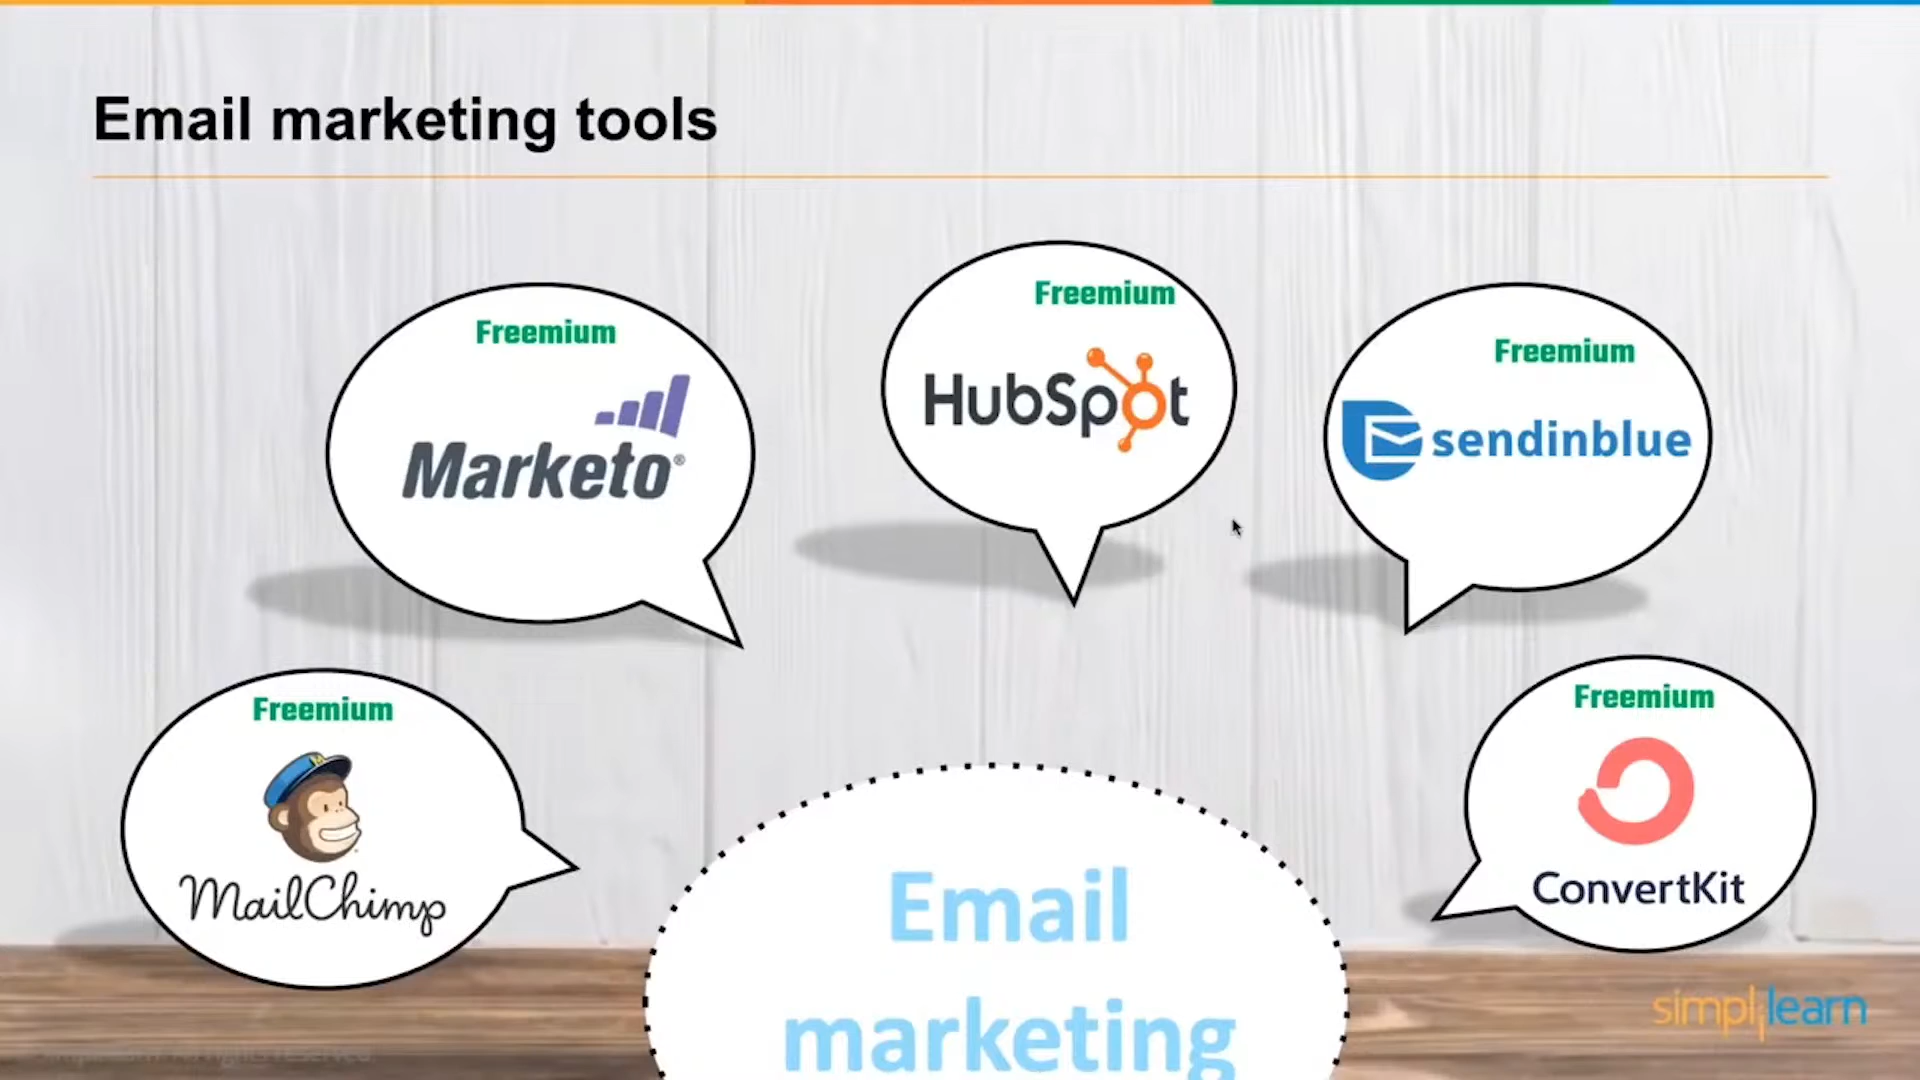 Email marketing tools
Freemium
Marketo®
Freemium
HubSpot
Freemium
sendinblue
Freemium
M
MailChimp
Freemium
ConvertKit
Email
marketing
simplilearn